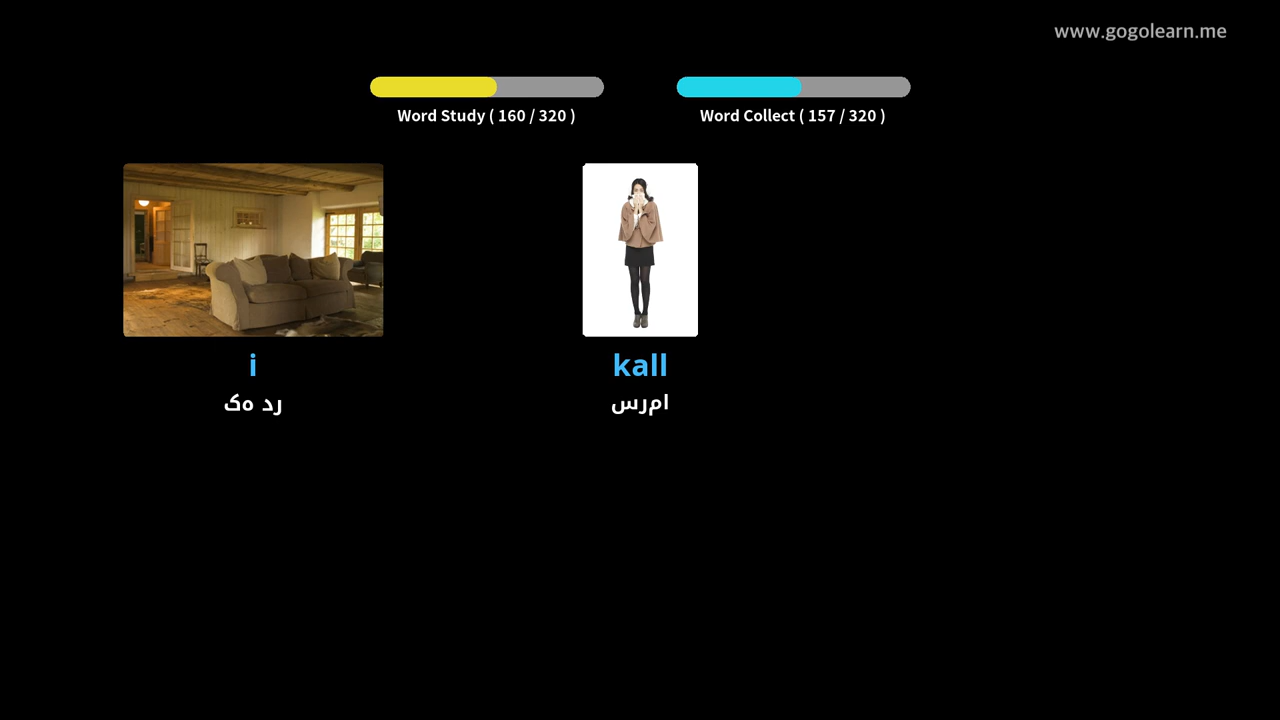 www.gogolearn.me
Word Study ( 160 / 320 )
Word Collect ( 157 / 320 )
i
رد هک
kall
امرس